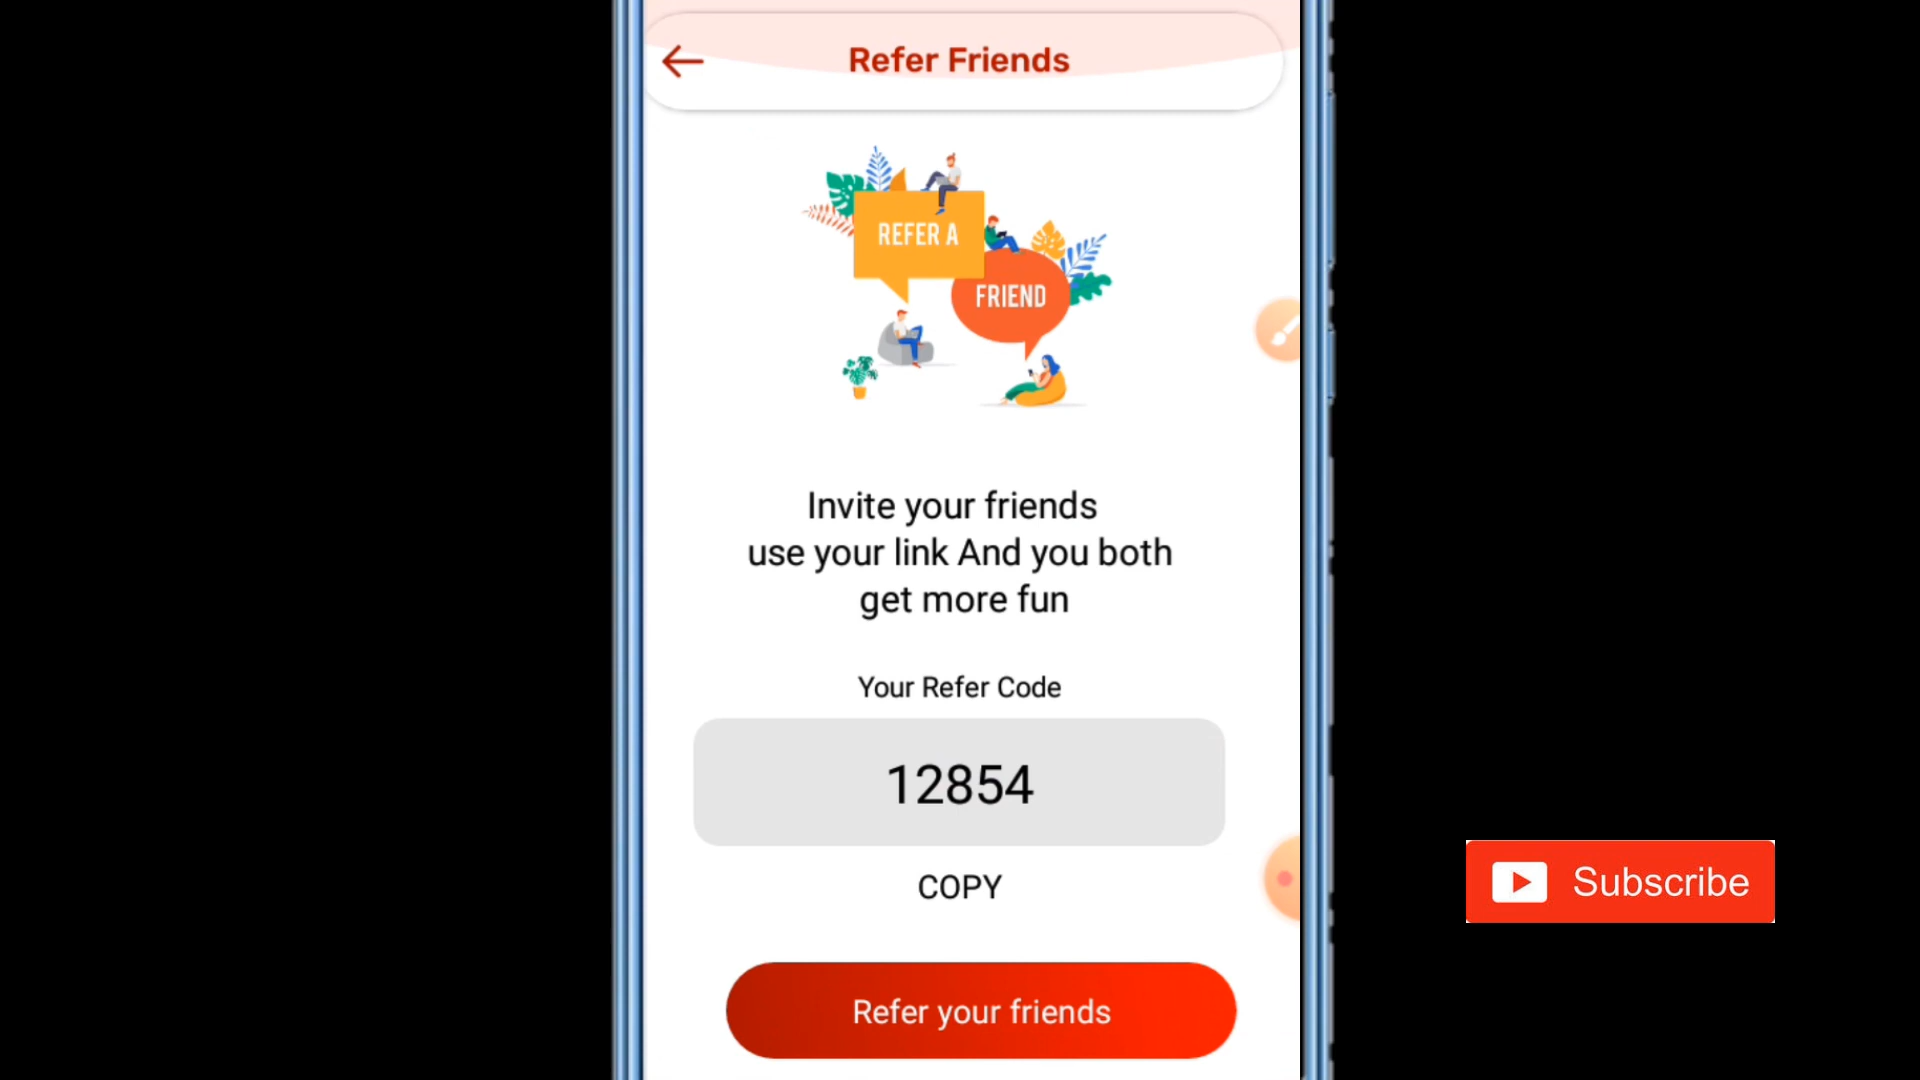 Refer Friends
REFER A
FRIEND
Invite your friends
use your link And you both
get more fun
Your Refer Code
12854
COPY
Refer your friends
Subscribe